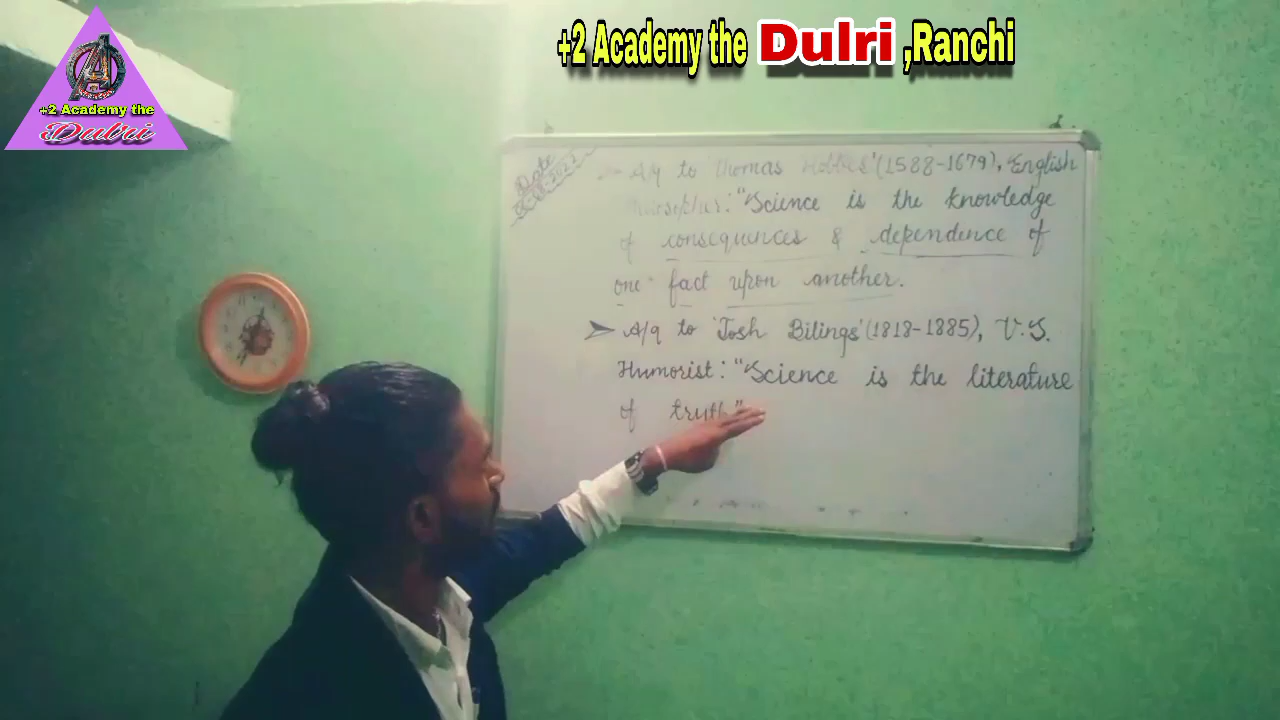 +2 Academy the Dulri ,Ranchi
+2 Academy the
Dulri
Date
A/q to Thomas Hobbes'(1588-1679), English
: "Science is the knowledge
of consequences & dependence of
one fact upon another.
➢ A/q to 'Josh Bilings'(1818-1885), U.S.
Humorist: "Science is the literature
of truth"